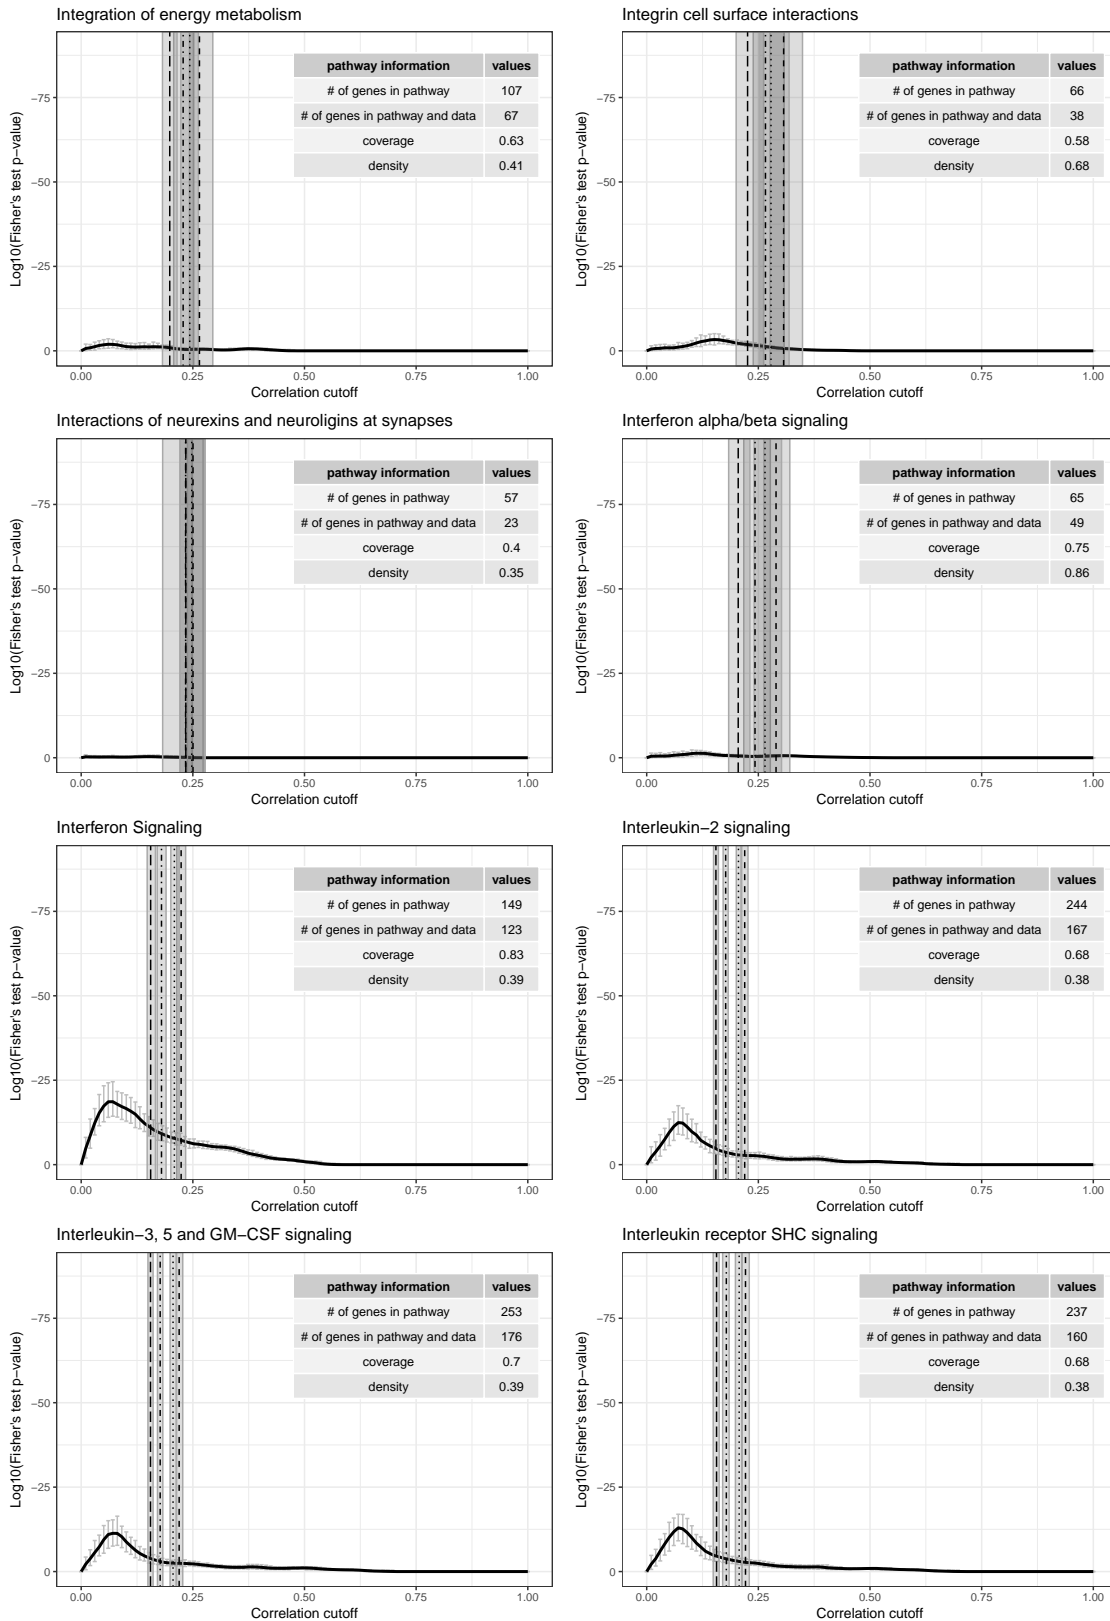 Integration of energy metabolism
pathway information values
# of genes in pathway 107
# of genes in pathway and data 67
coverage 0.63
density 0.41
Log10(Fisher's test p−value)
−75
−50
−25
0
0.00 0.25 0.50 0.75 1.00
Correlation cutoff
Integrin cell surface interactions
pathway information values
# of genes in pathway 66
# of genes in pathway and data 38
coverage 0.58
density 0.68
Log10(Fisher's test p−value)
−75
−50
−25
0
0.00 0.25 0.50 0.75 1.00
Correlation cutoff
Interactions of neurexins and neuroligins at synapses
pathway information values
# of genes in pathway 57
# of genes in pathway and data 23
coverage 0.4
density 0.35
Log10(Fisher's test p−value)
−75
−50
−25
0
0.00 0.25 0.50 0.75 1.00
Correlation cutoff
Interferon alpha/beta signaling
pathway information values
# of genes in pathway 65
# of genes in pathway and data 49
coverage 0.75
density 0.86
Log10(Fisher's test p−value)
−75
−50
−25
0
0.00 0.25 0.50 0.75 1.00
Correlation cutoff
Interferon Signaling
pathway information values
# of genes in pathway 149
# of genes in pathway and data 123
coverage 0.83
density 0.39
Log10(Fisher's test p−value)
−75
−50
−25
0
0.00 0.25 0.50 0.75 1.00
Correlation cutoff
Interleukin−2 signaling
pathway information values
# of genes in pathway 244
# of genes in pathway and data 167
coverage 0.68
density 0.38
Log10(Fisher's test p−value)
−75
−50
−25
0
0.00 0.25 0.50 0.75 1.00
Correlation cutoff
Interleukin−3, 5 and GM−CSF signaling
pathway information values
# of genes in pathway 253
# of genes in pathway and data 176
coverage 0.7
density 0.39
Log10(Fisher's test p−value)
−75
−50
−25
0
0.00 0.25 0.50 0.75 1.00
Correlation cutoff
Interleukin receptor SHC signaling
pathway information values
# of genes in pathway 237
# of genes in pathway and data 160
coverage 0.68
density 0.38
Log10(Fisher's test p−value)
−75
−50
−25
0
0.00 0.25 0.50 0.75 1.00
Correlation cutoff